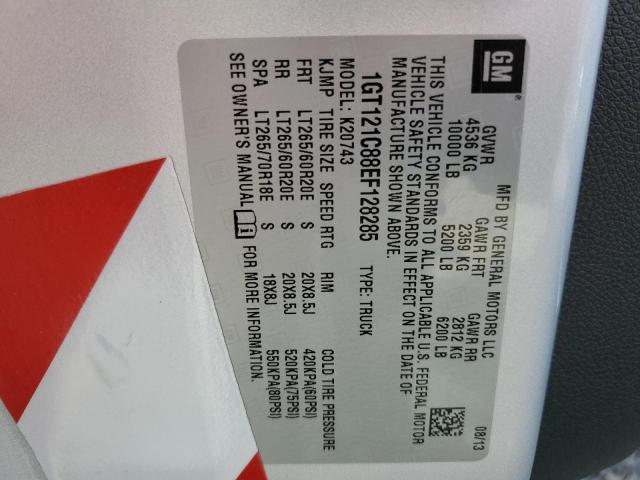 GM
MFD BY GENERAL MOTORS LLC 08/13
GVWR GAWR FRT GAWR RR
4536 KG 2359 KG 2812 KG
10000 LB 5200 LB 6200 LB
THIS VEHICLE CONFORMS TO ALL APPLICABLE U.S. FEDERAL MOTOR
VEHICLE SAFETY STANDARDS IN EFFECT ON THE DATE OF
MANUFACTURE SHOWN ABOVE.
1GT121C88EF128285 TYPE: TRUCK
MODEL: K20743
KJMP TIRE SIZE SPEED RTG RIM COLD TIRE PRESSURE
FRT LT265/60R20E S 20X8.5J 420KPA(60PSI)
RR LT265/60R20E S 20X8.5J 520KPA(75PSI)
SPA LT265/70R18E S 18X8J 550KPA(80PSI)
SEE OWNER'S MANUAL i FOR MORE INFORMATION.